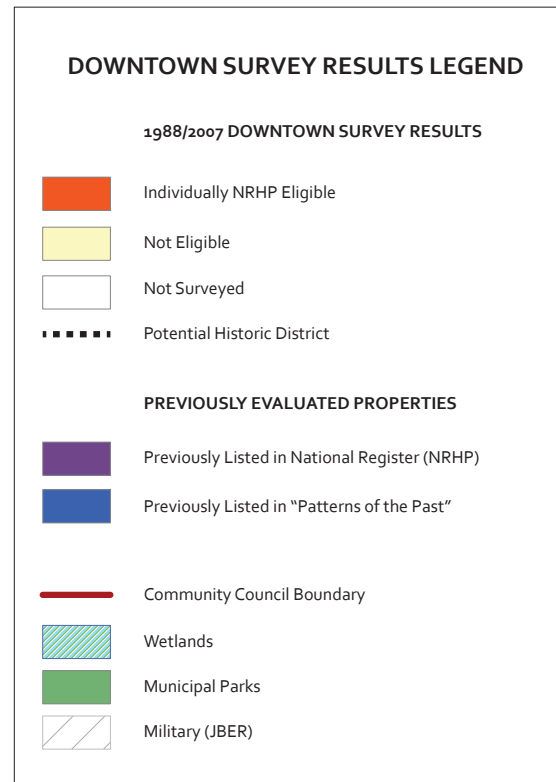 DOWNTOWN SURVEY RESULTS LEGEND
1988/2007 DOWNTOWN SURVEY RESULTS
Individually NRHP Eligible
Not Eligible
Not Surveyed
Potential Historic District
PREVIOUSLY EVALUATED PROPERTIES
Previously Listed in National Register (NRHP)
Previously Listed in “Patterns of the Past”
Community Council Boundary
Wetlands
Municipal Parks
Military (JBER)